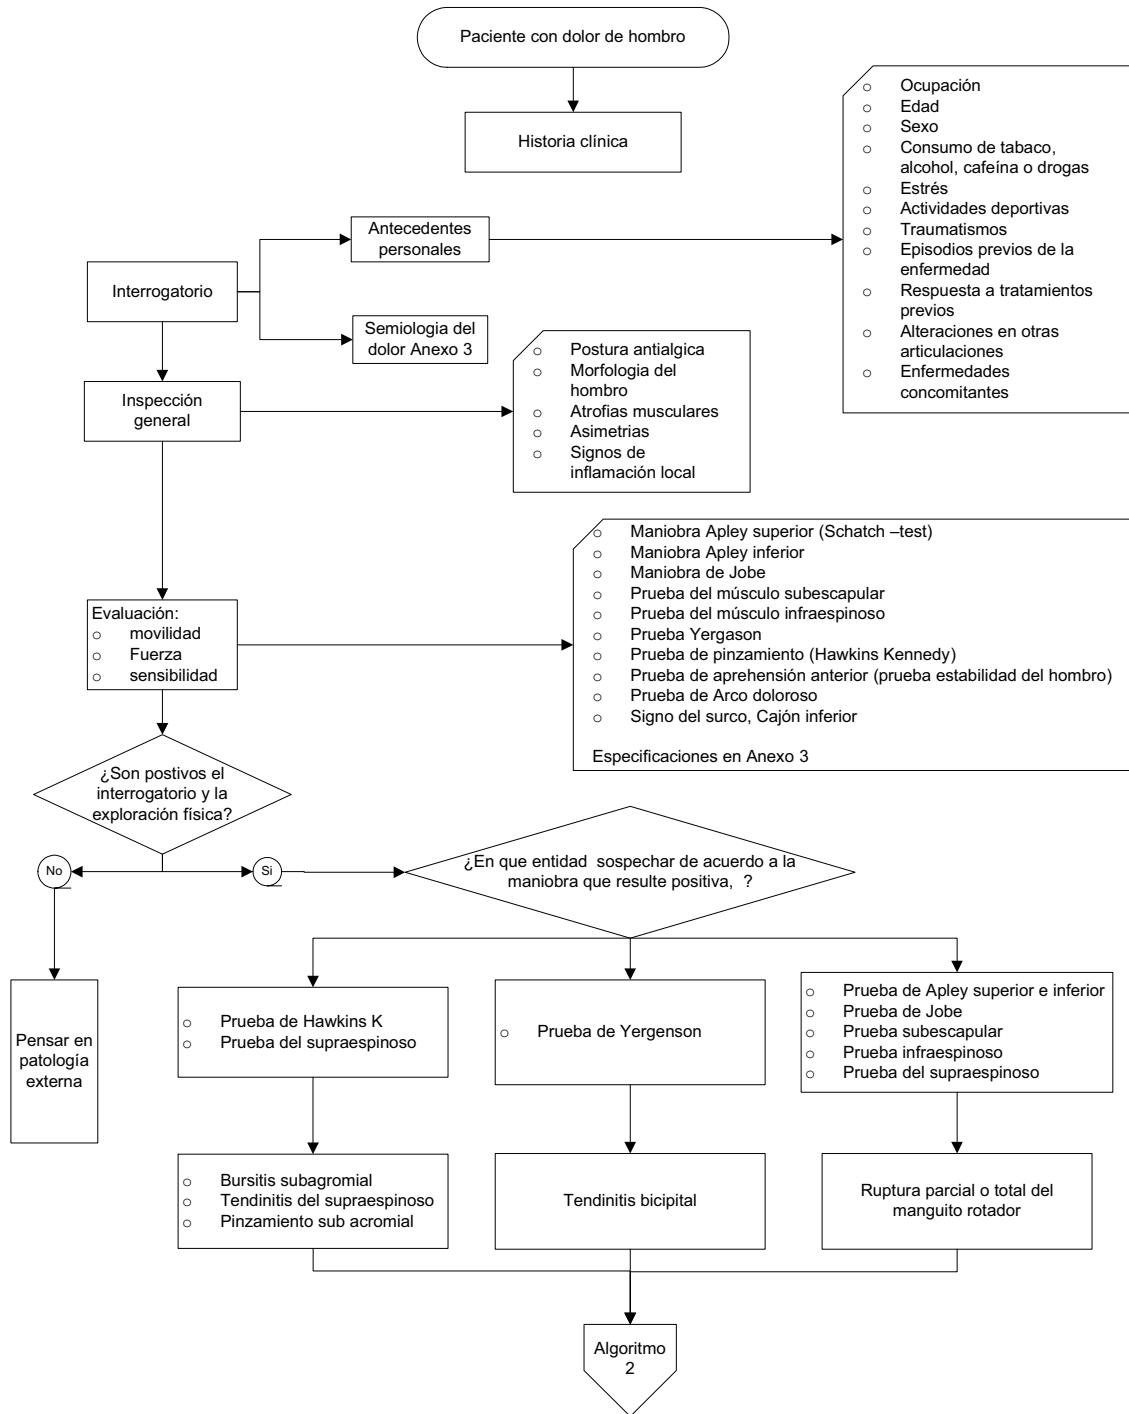 Paciente con dolor de hombro
Historia clínica
○ Ocupación
○ Edad
○ Sexo
○ Consumo de tabaco,
alcohol, cafeína o drogas
○ Estrés
○ Actividades deportivas
○ Traumatismos
○ Episodios previos de la
enfermedad
○ Respuesta a tratamientos
previos
○ Alteraciones en otras
articulaciones
○ Enfermedades
concomitantes
Antecedentes
personales
Interrogatorio
Semiologia del
dolor Anexo 3
Inspección
general
○ Postura antialgica
○ Morfologia del
hombro
○ Atrofias musculares
○ Asimetrias
○ Signos de
inflamación local
Evaluación:
○ movilidad
○ Fuerza
○ sensibilidad
○ Maniobra Apley superior (Schatch –test)
○ Maniobra Apley inferior
○ Maniobra de Jobe
○ Prueba del músculo subescapular
○ Prueba del músculo infraespinoso
○ Prueba Yergason
○ Prueba de pinzamiento (Hawkins Kennedy)
○ Prueba de aprehensión anterior (prueba estabilidad del hombro)
○ Prueba de Arco doloroso
○ Signo del surco, Cajón inferior
Especificaciones en Anexo 3
¿Son postivos el
interrogatorio y la
exploración física?
No
Si
¿En que entidad sospechar de acuerdo a la
maniobra que resulte positiva, ?
Pensar en
patología
externa
○ Prueba de Hawkins K
○ Prueba del supraespinoso
○ Prueba de Yergenson
○ Prueba de Apley superior e inferior
○ Prueba de Jobe
○ Prueba subescapular
○ Prueba infraespinoso
○ Prueba del supraespinoso
○ Bursitis subagromial
○ Tendinitis del supraespinoso
○ Pinzamiento sub acromial
Tendinitis bicipital
Ruptura parcial o total del
manguito rotador
Algoritmo
2